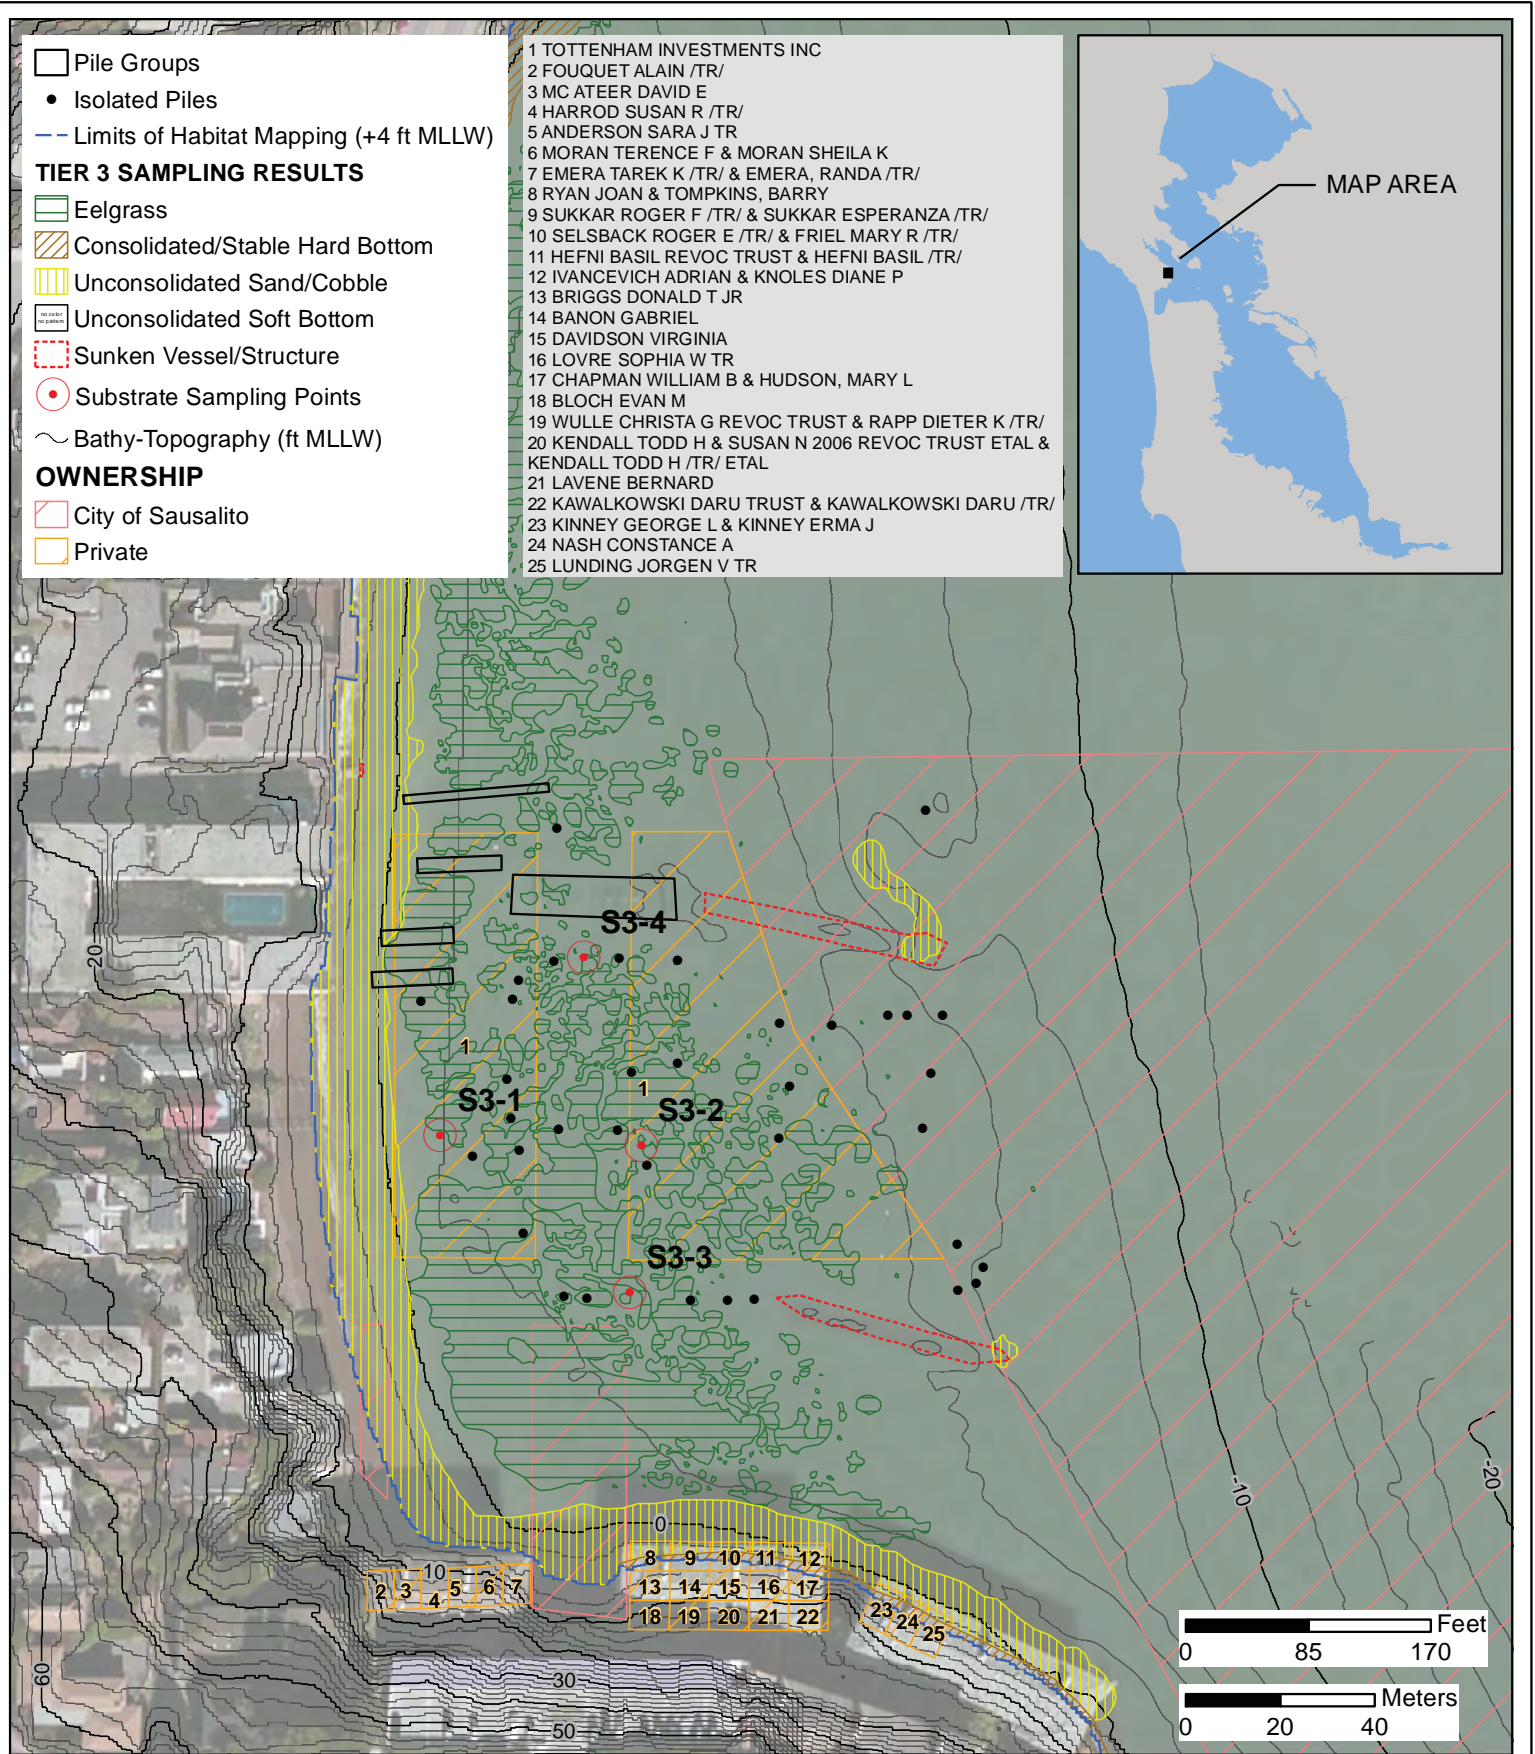 Pile Groups
Isolated Piles
Limits of Habitat Mapping (+4 ft MLLW)
TIER 3 SAMPLING RESULTS
Eelgrass
Consolidated/Stable Hard Bottom
Unconsolidated Sand/Cobble
no color
no pattern
Unconsolidated Soft Bottom
Sunken Vessel/Structure
Substrate Sampling Points
Bathy-Topography (ft MLLW)
OWNERSHIP
City of Sausalito
Private
1 TOTTENHAM INVESTMENTS INC
2 FOUQUET ALAIN /TR/
3 MC ATEER DAVID E
4 HARROD SUSAN R /TR/
5 ANDERSON SARA J TR
6 MORAN TERENCE F & MORAN SHEILA K
7 EMERA TAREK K /TR/ & EMERA, RANDA /TR/
8 RYAN JOAN & TOMPKINS, BARRY
9 SUKKAR ROGER F /TR/ & SUKKAR ESPERANZA /TR/
10 SELSBACK ROGER E /TR/ & FRIEL MARY R /TR/
11 HEFNI BASIL REVOC TRUST & HEFNI BASIL /TR/
12 IVANCEVICH ADRIAN & KNOLES DIANE P
13 BRIGGS DONALD T JR
14 BANON GABRIEL
15 DAVIDSON VIRGINIA
16 LOVRE SOPHIA W TR
17 CHAPMAN WILLIAM B & HUDSON, MARY L
18 BLOCH EVAN M
19 WULLE CHRISTA G REVOC TRUST & RAPP DIETER K /TR/
20 KENDALL TODD H & SUSAN N 2006 REVOC TRUST ETAL &
KENDALL TODD H /TR/ ETAL
21 LAVENE BERNARD
22 KAWALKOWSKI DARU TRUST & KAWALKOWSKI DARU /TR/
23 KINNEY GEORGE L & KINNEY ERMA J
24 NASH CONSTANCE A
25 LUNDING JORGEN V TR
MAP AREA
S3-4
20
1
1
S3-1
S3-2
S3-3
-10
-20
0
10
2 3 4 5 6 7
8 9 10 11 12
13 14 15 16 17
18 19 20 21 22
23 24 25
60
30
50
Feet
0 85 170
Meters
0 20 40